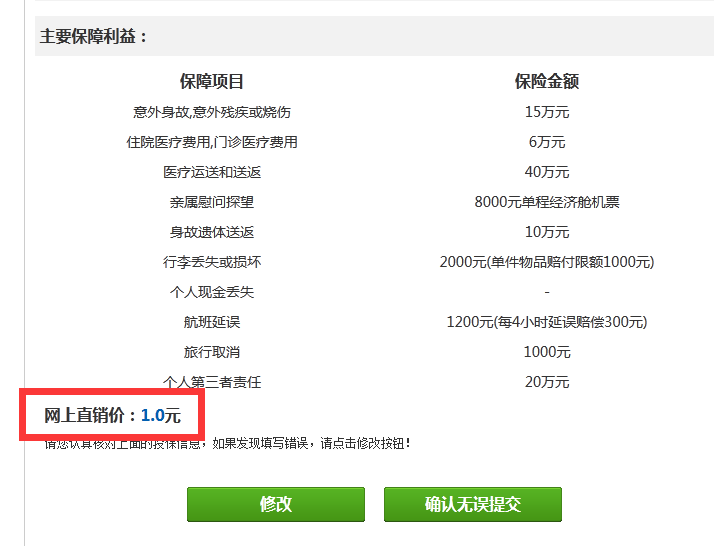 主要保障利益：
保障项目 保险金额
意外身故,意外残疾或烧伤 15万元
住院医疗费用,门诊医疗费用 6万元
医疗运送和送返 40万元
亲属慰问探望 8000元单程经济舱机票
身故遗体送返 10万元
行李丢失或损坏 2000元(单件物品赔付限额1000元)
个人现金丢失 -
航班延误 1200元(每4小时延误赔偿300元)
旅行取消 1000元
个人第三者责任 20万元
网上直销价：1.0元
请您认真核对上面的投保信息，如果发现填写错误，请点击修改按钮！
修改 确认无误提交